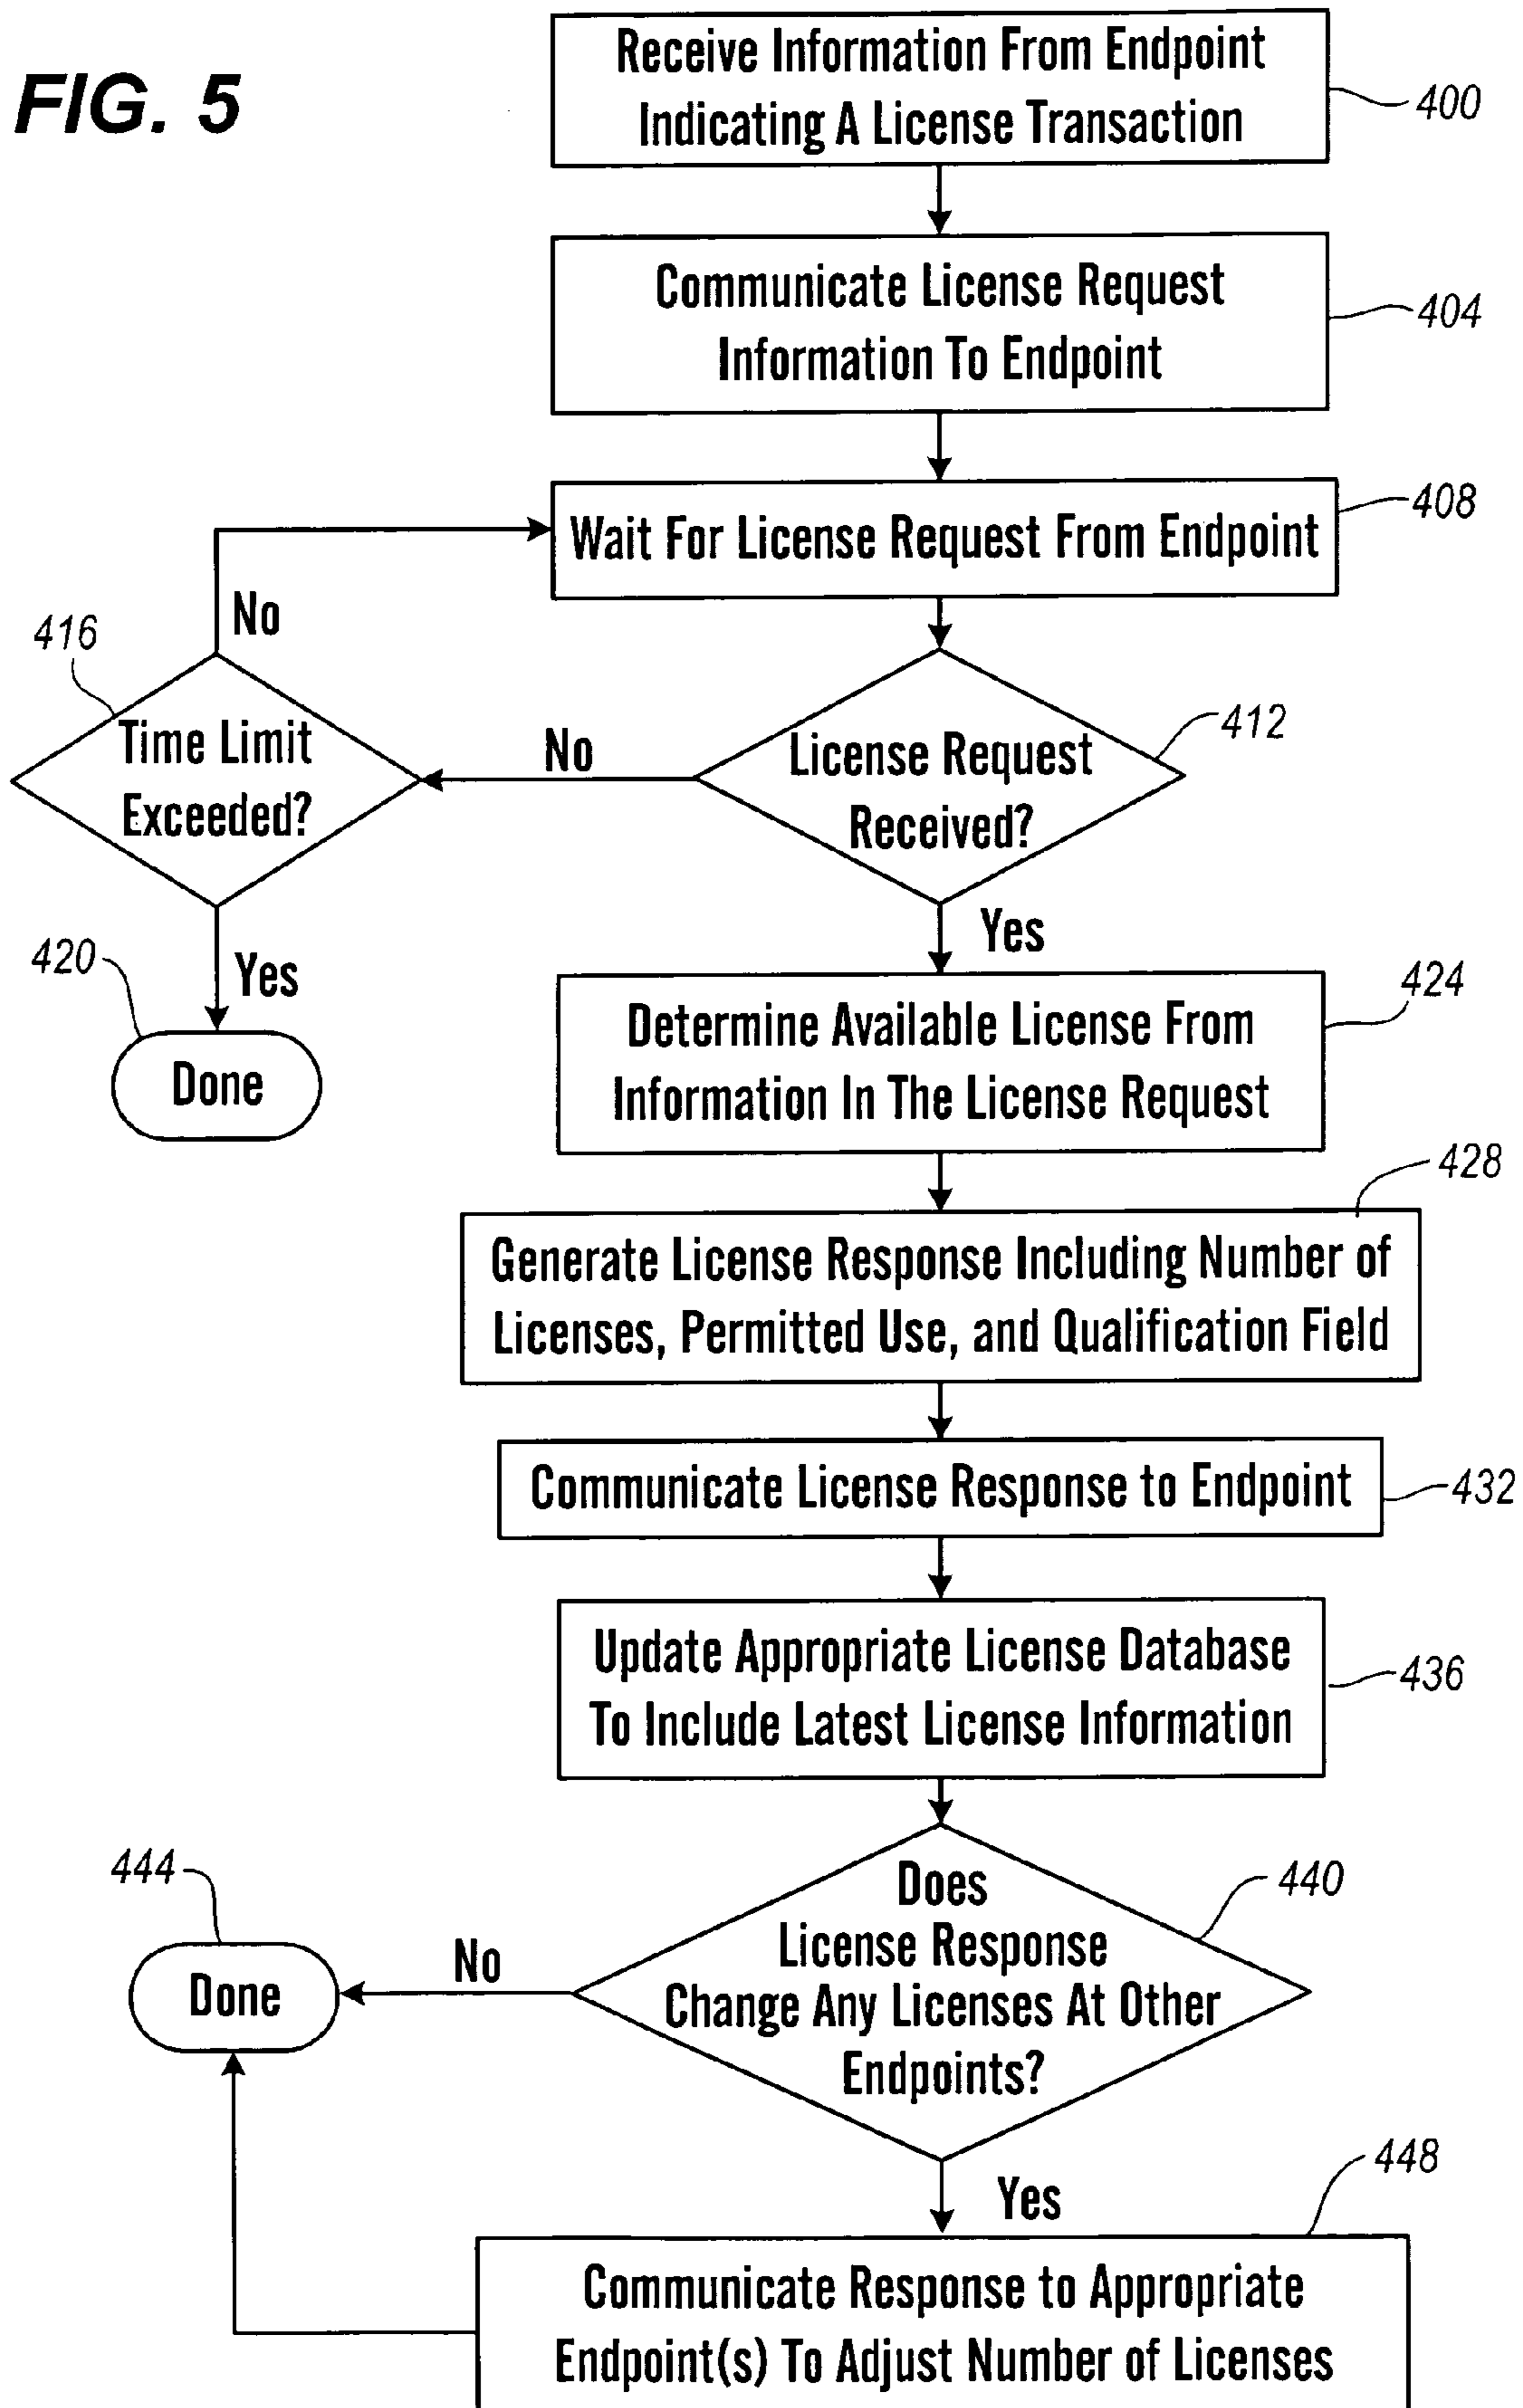 FIG. 5
Receive Information From Endpoint
Indicating A License Transaction
400
Communicate License Request
Information To Endpoint
404
Wait For License Request From Endpoint
408
No
416
Time Limit
Exceeded?
No
License Request
Received?
412
Yes
420
Yes
Done
Determine Available License From
Information In The License Request
424
428
Generate License Response Including Number of
Licenses, Permitted Use, and Qualification Field
Communicate License Response to Endpoint
432
Update Appropriate License Database
To Include Latest License Information
436
444
Done
No
Does
License Response
Change Any Licenses At Other
Endpoints?
440
Yes
448
Communicate Response to Appropriate
Endpoint(s) To Adjust Number of Licenses